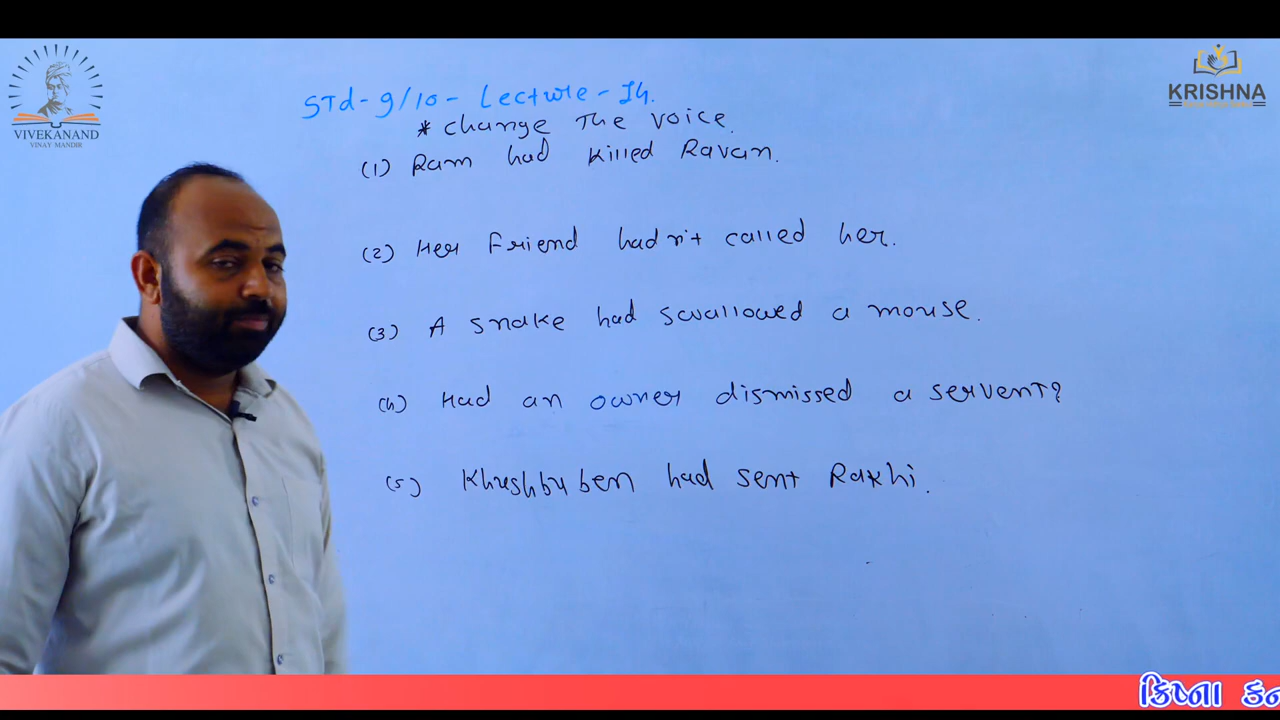 VIVEKANAND
VINAY MANDIR
KRISHNA
STd-9/10- Lecture-14.
* change The voice.
(1) Ram had killed Ravan.
(2) Her Friend hadn't called her.
(3) A snake had swallowed a mouse.
(4) Had an owner dismissed a servent?
(5) Khushbuben had sent Rakhi.
ક્રિષ્ના કન